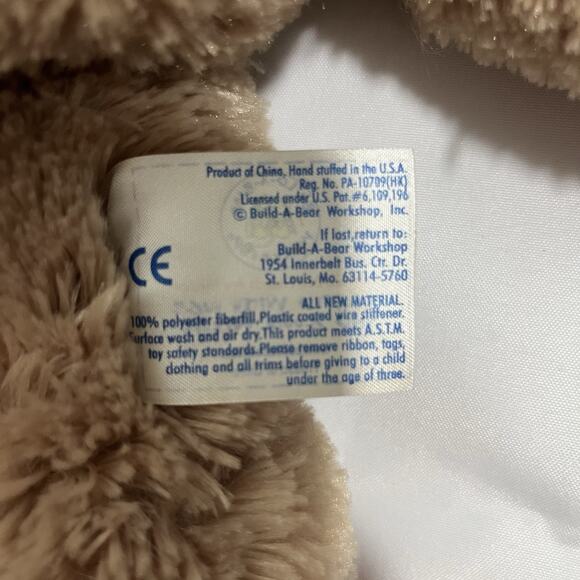 Product of China, Hand stuffed in the U.S.A.
Reg. No. PA-10709(HK)
Licensed under U.S. Pat.#6,109,196
© Build-A-Bear Workshop, Inc.
If lost,return to:
Build-A-Bear Workshop
1954 Innerbelt Bus. Ctr. Dr.
St. Louis, Mo. 63114-5760
CE
ALL NEW MATERIAL.
100% polyester fiberfill,Plastic coated wire stiffener.
Surface wash and air dry.This product meets A.S.T.M.
toy safety standards.Please remove ribbon, tags,
clothing and all trims before giving to a child
under the age of three.